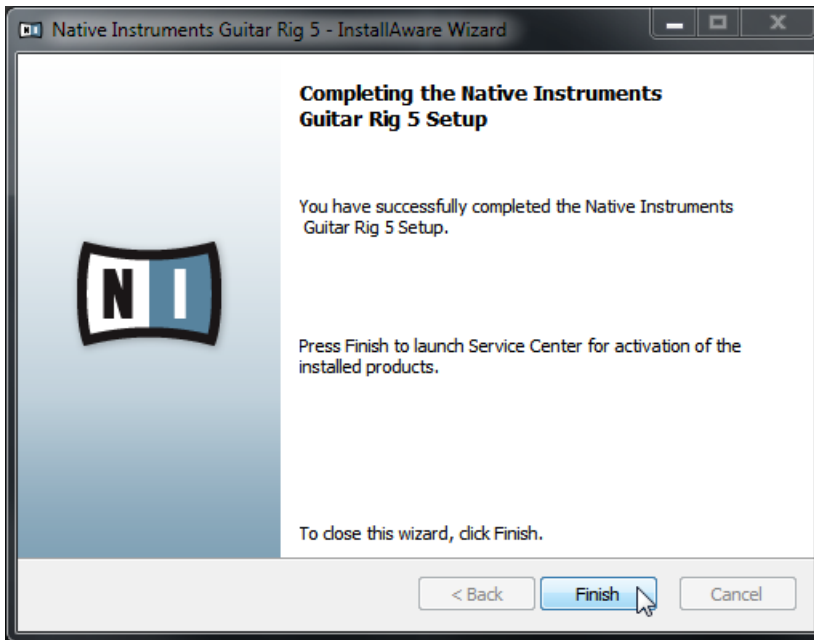 Native Instruments Guitar Rig 5 - InstallAware Wizard
Completing the Native Instruments
Guitar Rig 5 Setup
You have successfully completed the Native Instruments
Guitar Rig 5 Setup.
N I
Press Finish to launch Service Center for activation of the
installed products.
To close this wizard, click Finish.
< Back Finish Cancel